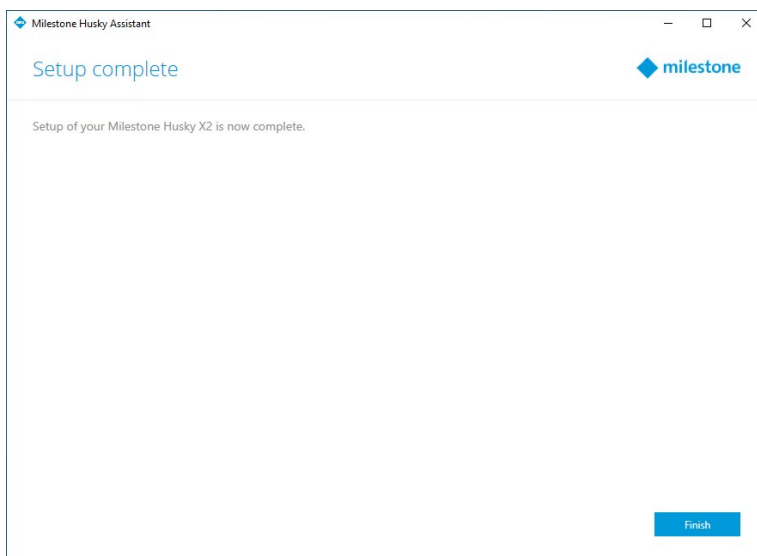 Milestone Husky Assistant
Setup complete
milestone
Setup of your Milestone Husky X2 is now complete.
Finish